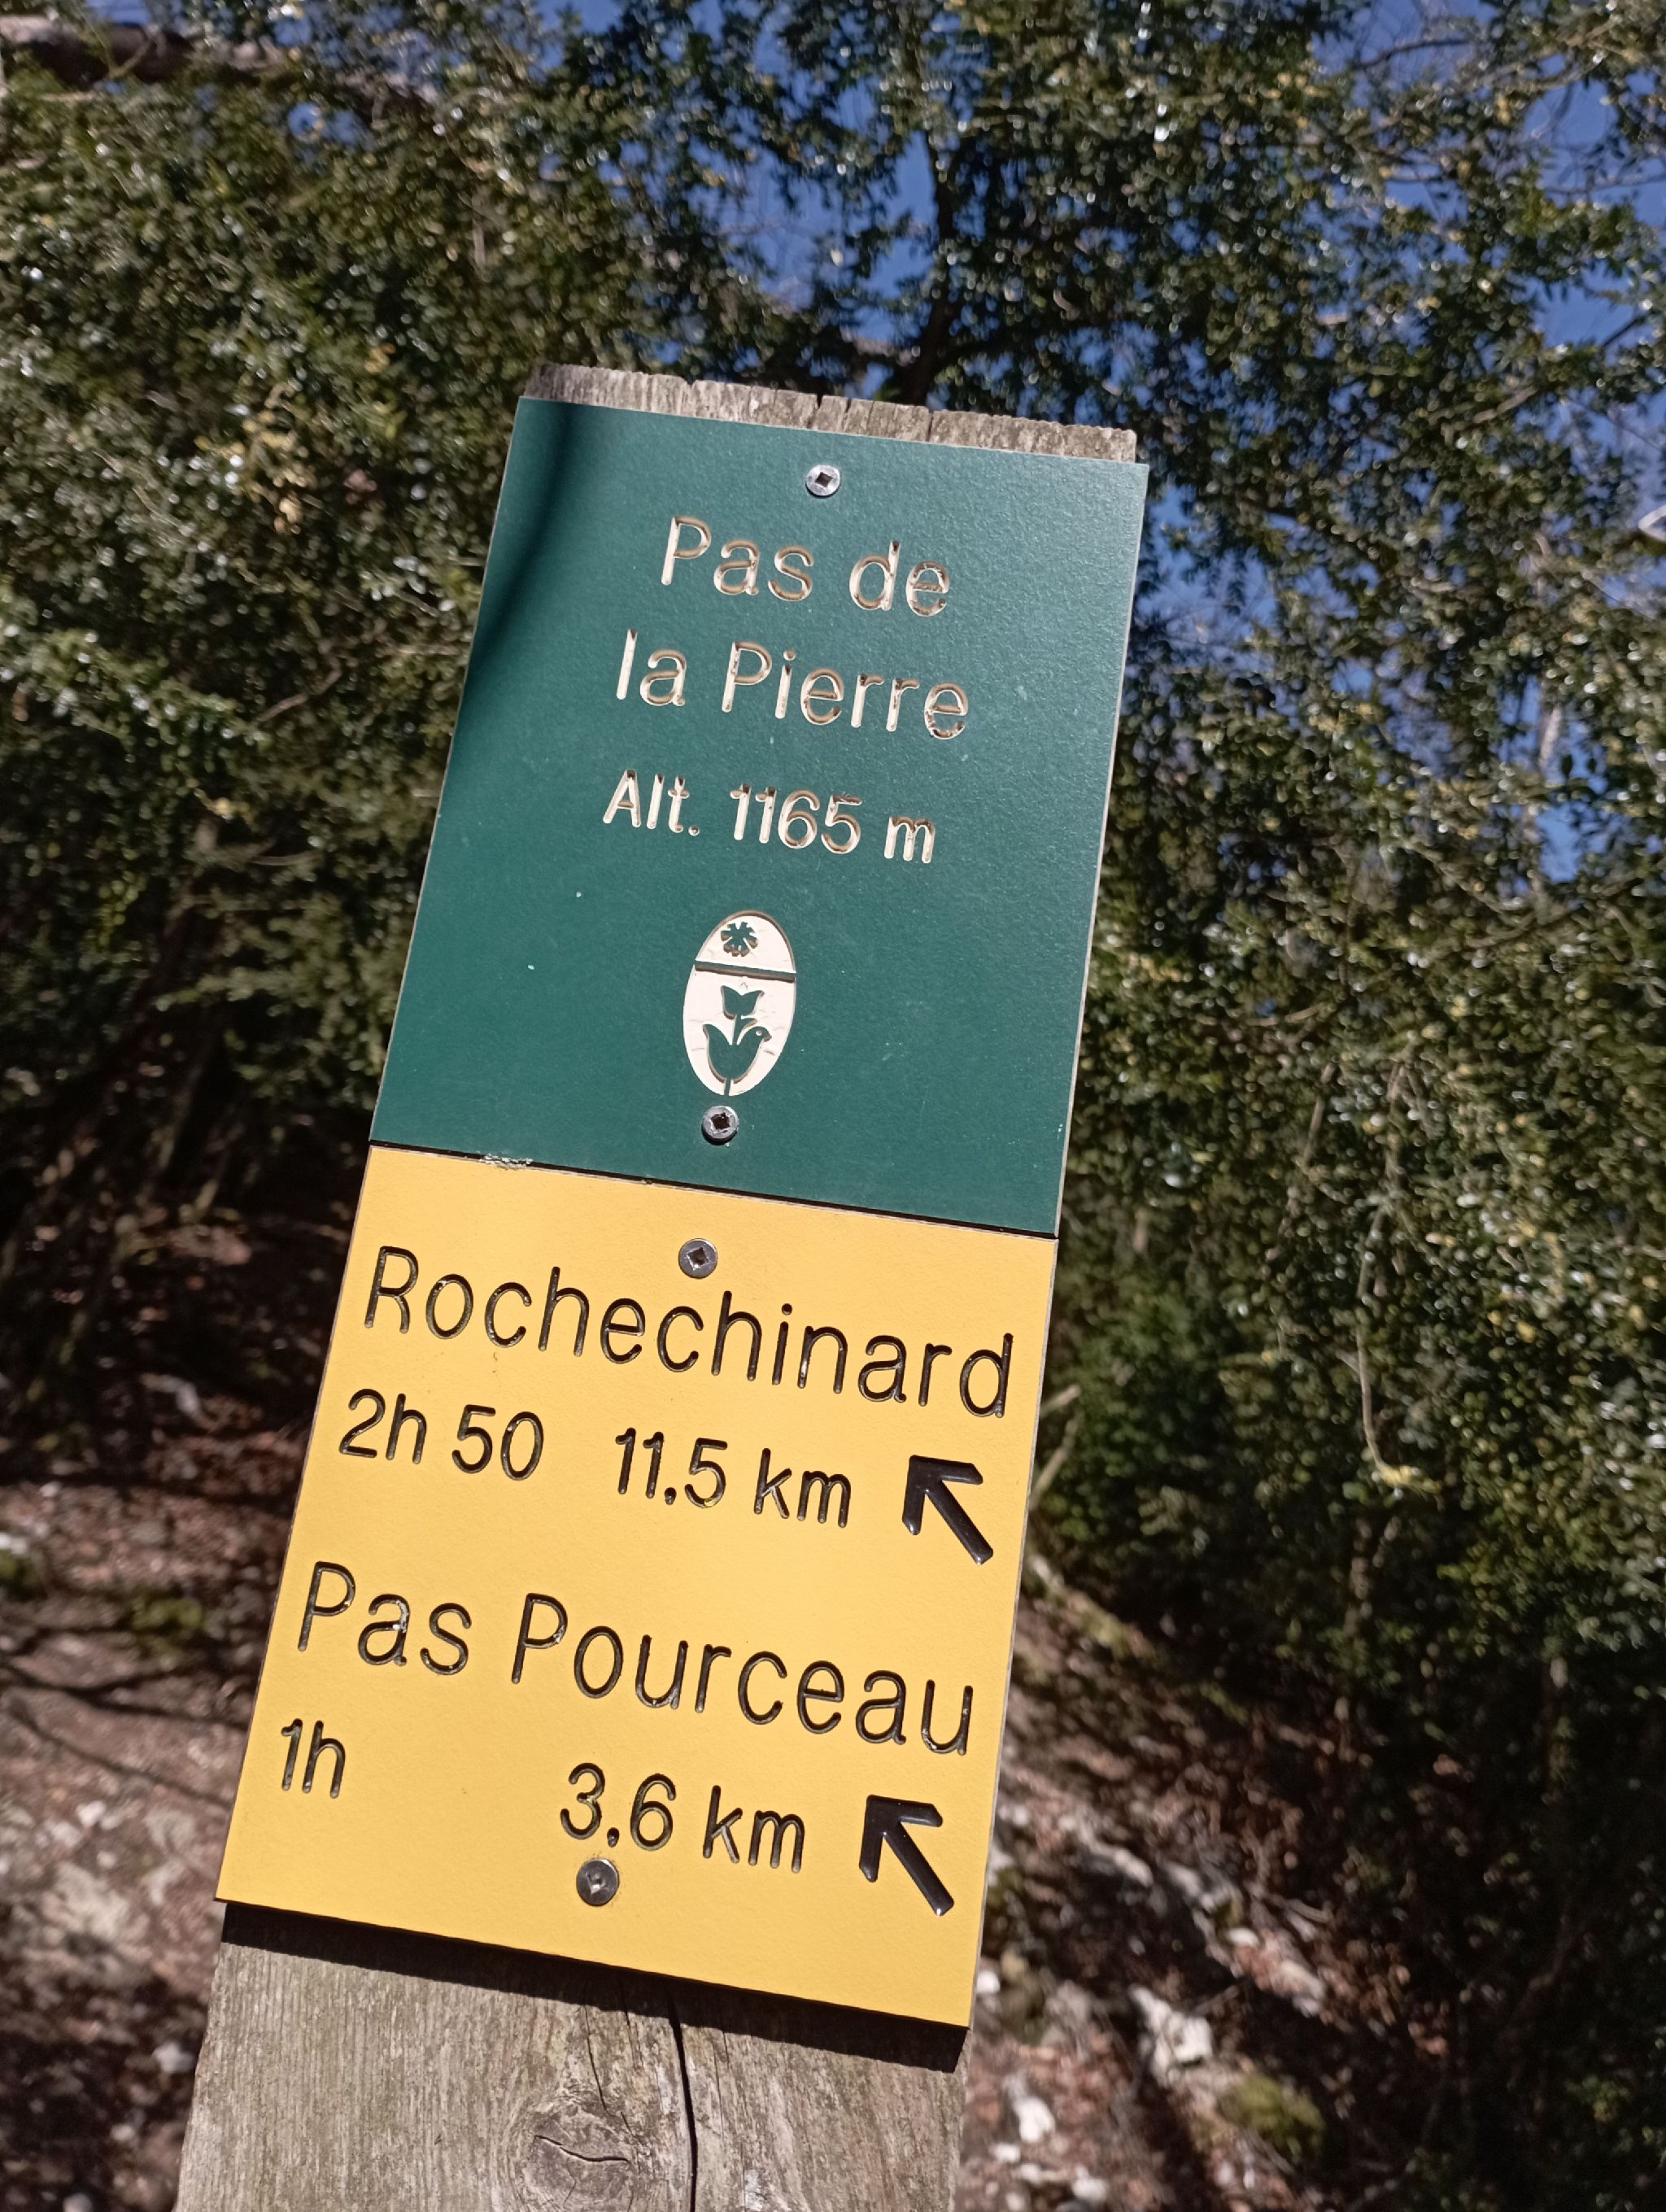 Pas de
la Pierre
Alt. 1165 m
Rochechinard
2h 50 11,5 km
Pas Pourceau
1h 3,6 km